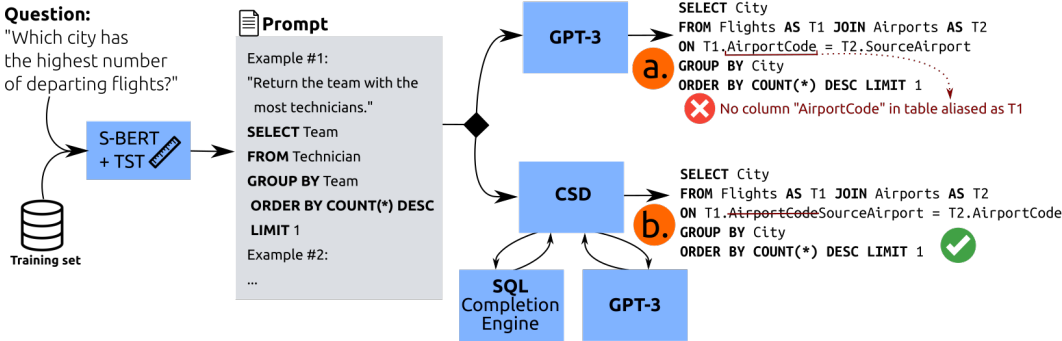 Question:
"Which city has
the highest number
of departing flights?"
S-BERT
+ TST
Training set
Prompt
Example #1:
"Return the team with the
most technicians."
SELECT Team
FROM Technician
GROUP BY Team
ORDER BY COUNT(*) DESC
LIMIT 1
Example #2:
...
GPT-3
a.
SELECT City
FROM Flights AS T1 JOIN Airports AS T2
ON T1.AirportCode = T2.SourceAirport
GROUP BY City
ORDER BY COUNT(*) DESC LIMIT 1
No column "AirportCode" in table aliased as T1
CSD
b.
SELECT City
FROM Flights AS T1 JOIN Airports AS T2
ON T1.AirportCodeSourceAirport = T2.AirportCode
GROUP BY City
ORDER BY COUNT(*) DESC LIMIT 1
SQL
Completion
Engine
GPT-3